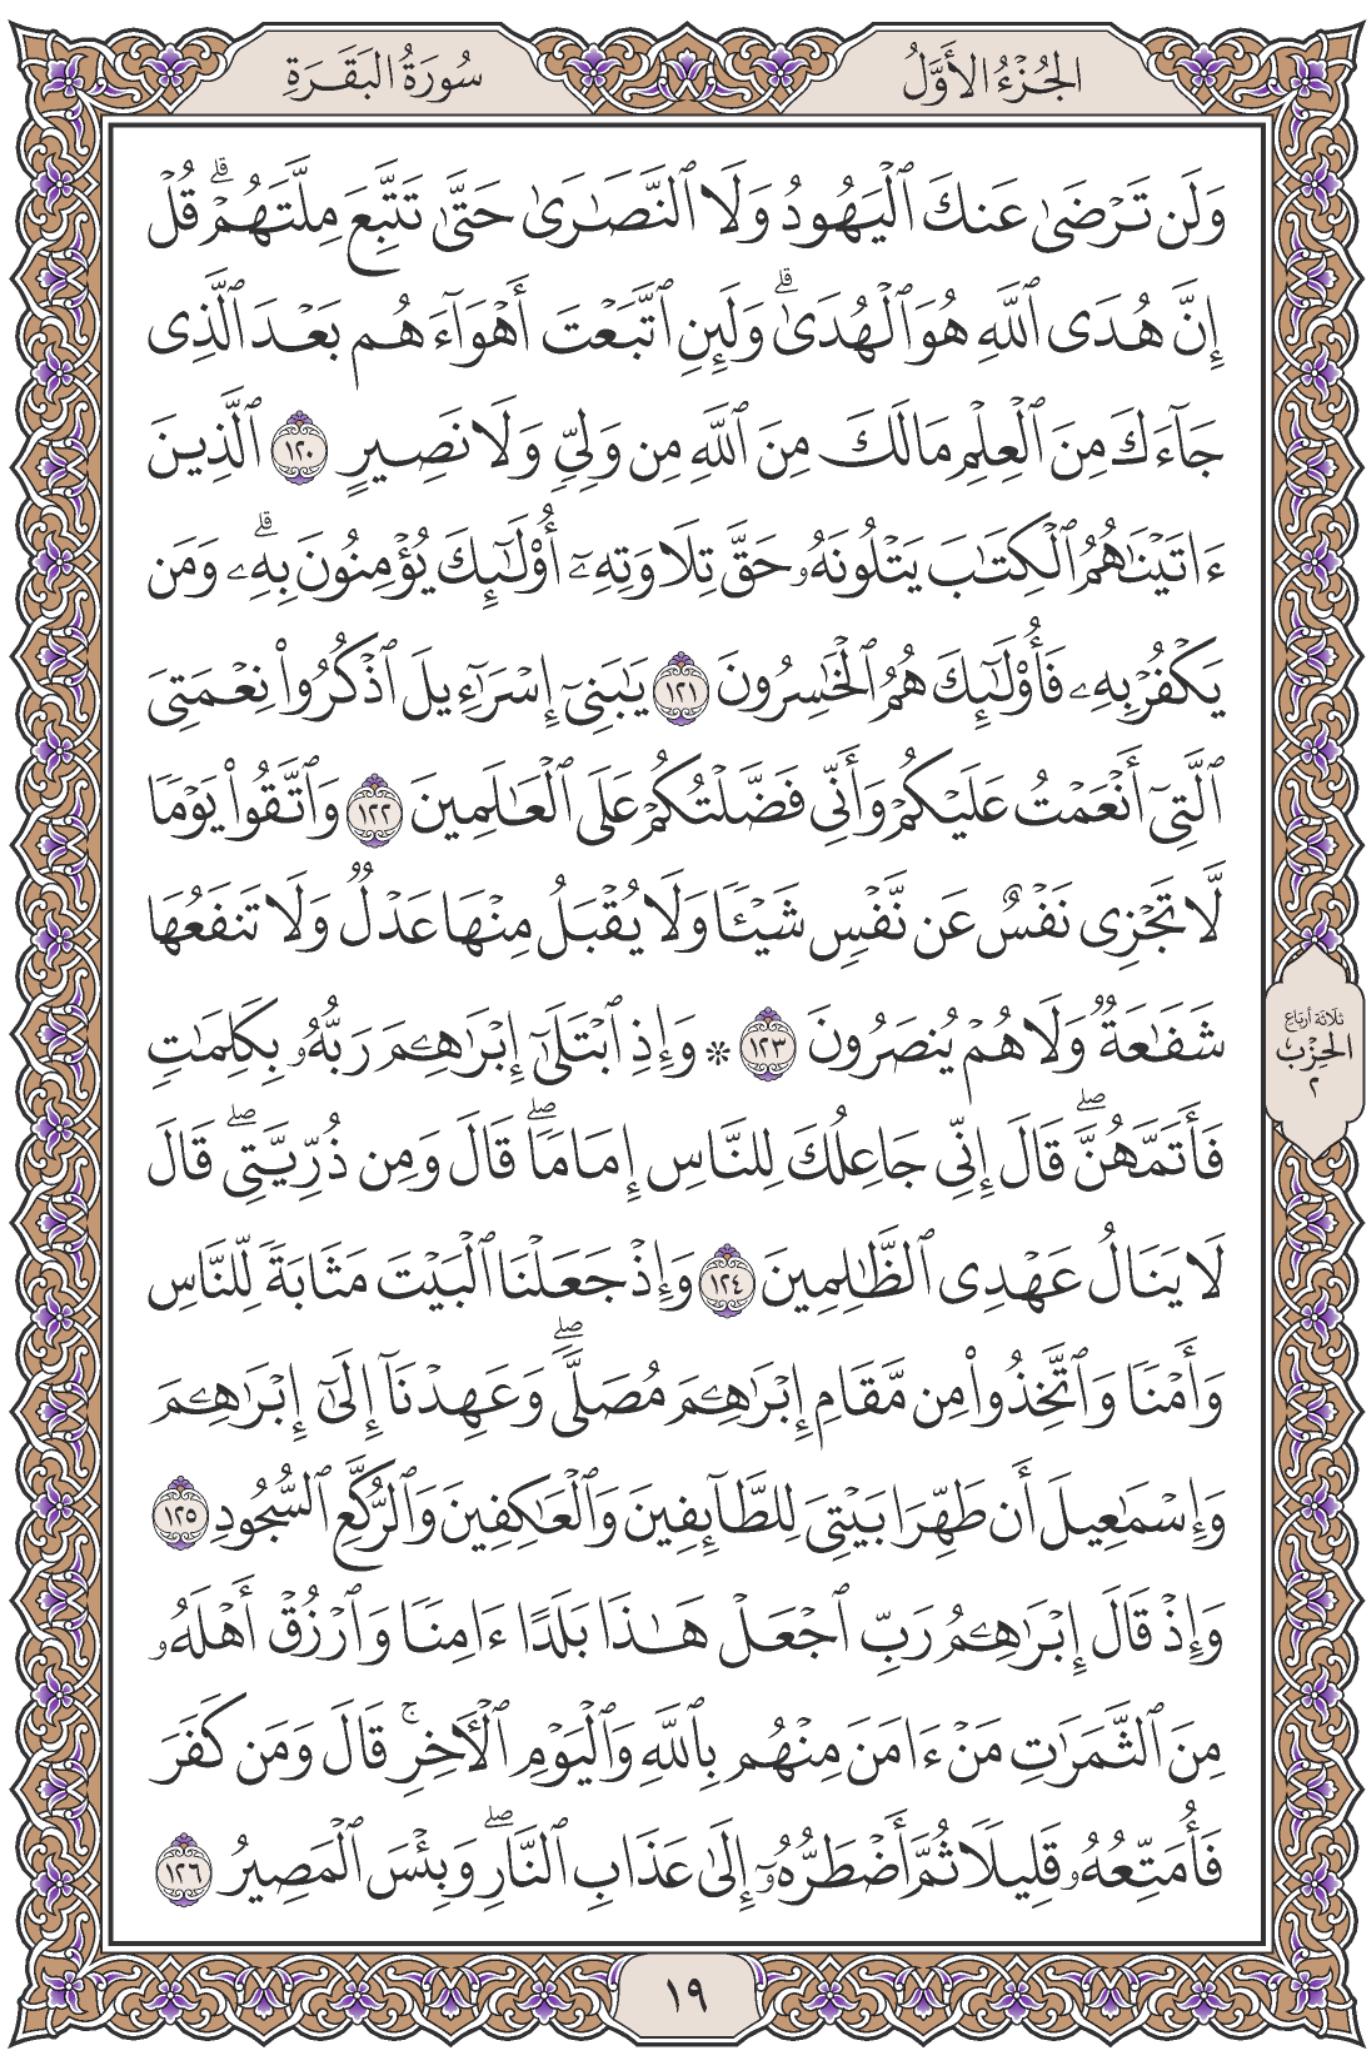 الجُزْءُ الأَوَّلُ
سُورَةُ البَقَرَةِ
وَلَن تَرْضَىٰ عَنكَ ٱلْيَهُودُ وَلَا ٱلنَّصَٰرَىٰ حَتَّىٰ تَتَّبِعَ مِلَّتَهُمْۗ قُلْ
إِنَّ هُدَى ٱللَّهِ هُوَ ٱلْهُدَىٰۗ وَلَئِنِ ٱتَّبَعْتَ أَهْوَآءَهُم بَعْدَ ٱلَّذِى
جَآءَكَ مِنَ ٱلْعِلْمِ مَا لَكَ مِنَ ٱللَّهِ مِن وَلِىٍّ وَلَا نَصِيرٍ ١٢٠ ٱلَّذِينَ
ءَاتَيْنَٰهُمُ ٱلْكِتَٰبَ يَتْلُونَهُۥ حَقَّ تِلَاوَتِهِۦٓ أُو۟لَٰٓئِكَ يُؤْمِنُونَ بِهِۦۗ وَمَن
يَكْفُرْ بِهِۦ فَأُو۟لَٰٓئِكَ هُمُ ٱلْخَٰسِرُونَ ١٢١ يَٰبَنِىٓ إِسْرَٰٓءِيلَ ٱذْكُرُوا۟ نِعْمَتِىَ
ٱلَّتِىٓ أَنْعَمْتُ عَلَيْكُمْ وَأَنِّى فَضَّلْتُكُمْ عَلَى ٱلْعَٰلَمِينَ ١٢٢ وَٱتَّقُوا۟ يَوْمًا
لَّا تَجْزِى نَفْسٌ عَن نَّفْسٍ شَيْـًٔا وَلَا يُقْبَلُ مِنْهَا عَدْلٌ وَلَا تَنفَعُهَا
شَفَٰعَةٌ وَلَا هُمْ يُنصَرُونَ ١٢٣ * وَإِذِ ٱبْتَلَىٰٓ إِبْرَٰهِۦمَ رَبُّهُۥ بِكَلِمَٰتٍ
فَأَتَمَّهُنَّۖ قَالَ إِنِّى جَاعِلُكَ لِلنَّاسِ إِمَامًاۖ قَالَ وَمِن ذُرِّيَّتِىۖ قَالَ
لَا يَنَالُ عَهْدِى ٱلظَّٰلِمِينَ ١٢٤ وَإِذْ جَعَلْنَا ٱلْبَيْتَ مَثَابَةً لِّلنَّاسِ
وَأَمْنًا وَٱتَّخِذُوا۟ مِن مَّقَامِ إِبْرَٰهِۦمَ مُصَلًّىۖ وَعَهِدْنَآ إِلَىٰٓ إِبْرَٰهِۦمَ
وَإِسْمَٰعِيلَ أَن طَهِّرَا بَيْتِىَ لِلطَّآئِفِينَ وَٱلْعَٰكِفِينَ وَٱلرُّكَّعِ ٱلسُّجُودِ ١٢٥
وَإِذْ قَالَ إِبْرَٰهِۦمُ رَبِّ ٱجْعَلْ هَٰذَا بَلَدًا ءَامِنًا وَٱرْزُقْ أَهْلَهُۥ
مِنَ ٱلثَّمَرَٰتِ مَنْ ءَامَنَ مِنْهُم بِٱللَّهِ وَٱلْيَوْمِ ٱلْـَٔاخِرِۚ قَالَ وَمَن كَفَرَ
فَأُمَتِّعُهُۥ قَلِيلًا ثُمَّ أَضْطَرُّهُۥٓ إِلَىٰ عَذَابِ ٱلنَّارِۖ وَبِئْسَ ٱلْمَصِيرُ ١٢٦
ثلاثة أرباع
الحِزْب
٢
١٩